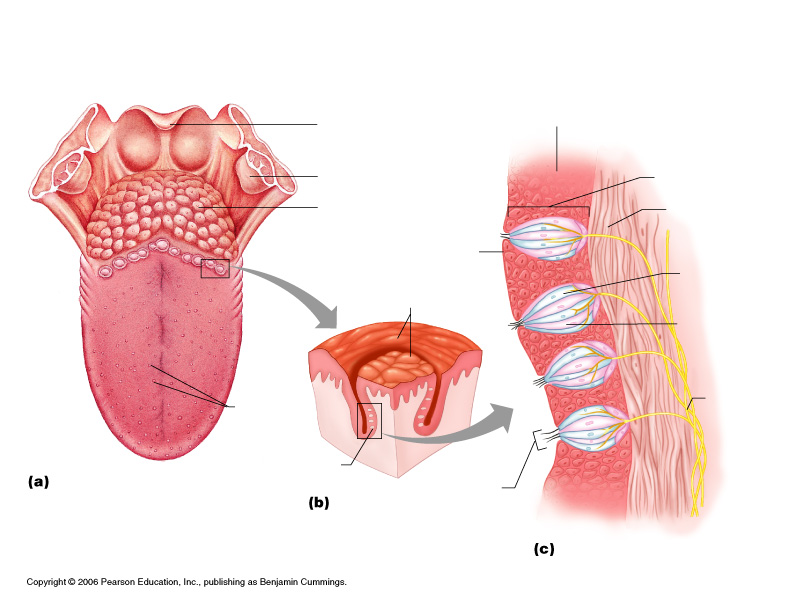 (a)
(b)
(c)
Copyright © 2006 Pearson Education, Inc., publishing as Benjamin Cummings.